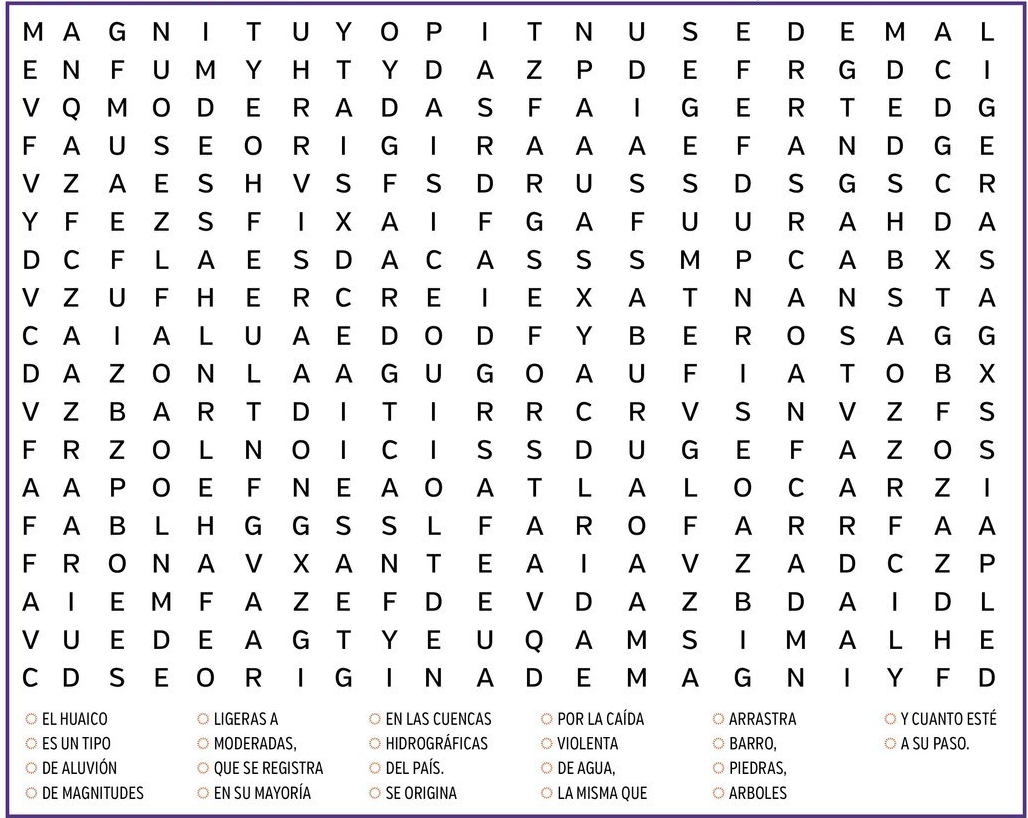 M A G N I T U Y O P I T N U S E D E M A L
E N F U M Y H T Y D A Z P D E F R G D C I
V Q M O D E R A D A S F A I G E R T E D G
F A U S E O R I G I R A A A E F A N D G E
V Z A E S H V S F S D R U S S D S G S C R
Y F E Z S F I X A I F G A F U U R A H D A
D C F L A E S D A C A S S S M P C A B X S
V Z U F H E R C R E I E X A T N A N S T A
C A I A L U A E D O D F Y B E R O S A G G
D A Z O N L A A G U G O A U F I A T O B X
V Z B A R T D I T I R R C R V S N V Z F S
F R Z O L N O I C I S S D U G E F A Z O S
A A P O E F N E A O A T L A L O C A R Z I
F A B L H G G S S L F A R O F A R R F A A
F R O N A V X A N T E A I A V Z A D C Z P
A I E M F A Z E F D E V D A Z B D A I D L
V U E D E A G T Y E U Q A M S I M A L H E
C D S E O R I G I N A D E M A G N I Y F D
EL HUAICO
ES UN TIPO
DE ALUVIÓN
DE MAGNITUDES
LIGERAS A
MODERADAS,
QUE SE REGISTRA
EN SU MAYORÍA
EN LAS CUENCAS
HIDROGRÁFICAS
DEL PAÍS.
SE ORIGINA
POR LA CAÍDA
VIOLENTA
DE AGUA,
LA MISMA QUE
ARRASTRA
BARRO,
PIEDRAS,
ARBOLES
Y CUANTO ESTÉ
A SU PASO.